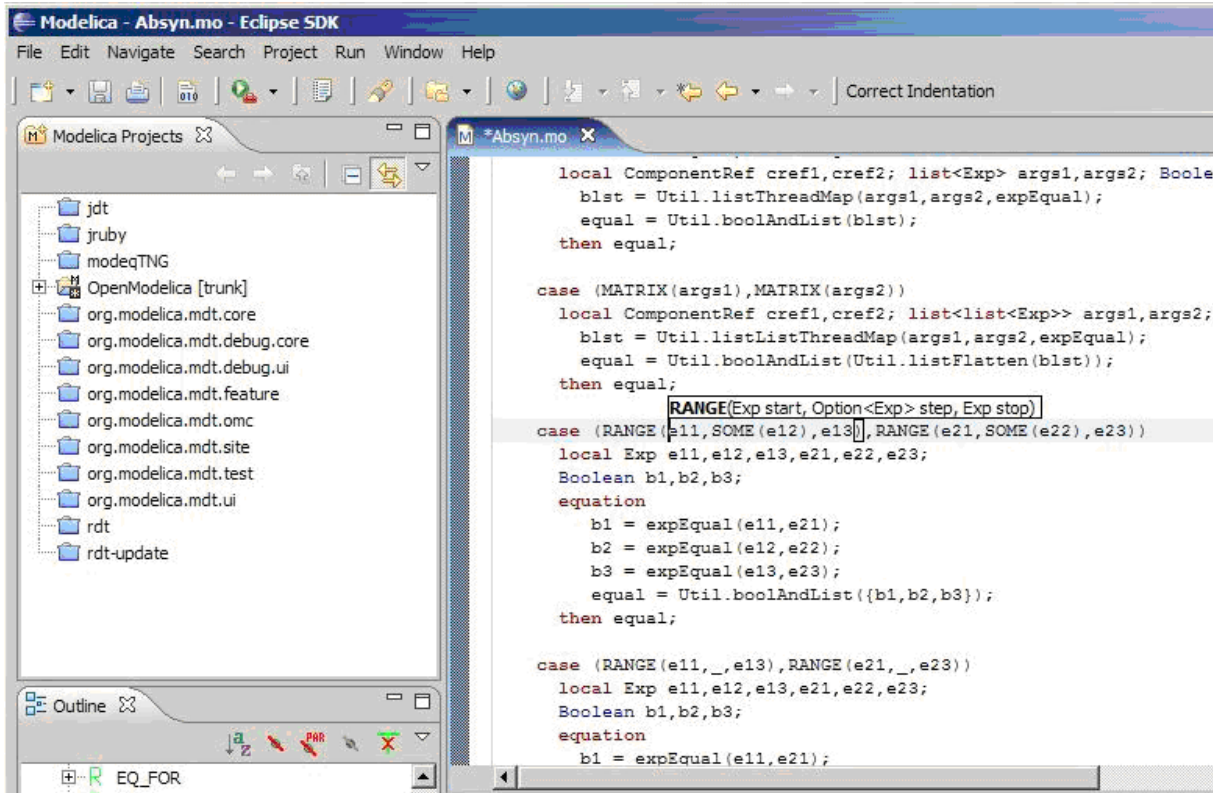 Modelica - Absyn.mo - Eclipse SDK
File Edit Navigate Search Project Run Window Help
010
Correct Indentation
Modelica Projects
jdt
jruby
modeqTNG
OpenModelica [trunk]
org.modelica.mdt.core
org.modelica.mdt.debug.core
org.modelica.mdt.debug.ui
org.modelica.mdt.feature
org.modelica.mdt.omc
org.modelica.mdt.site
org.modelica.mdt.test
org.modelica.mdt.ui
rdt
rdt-update
Outline
PAR
R EQ_FOR
M *Absyn.mo
local ComponentRef cref1,cref2; list<Exp> args1,args2; Boole
blst = Util.listThreadMap(args1,args2,expEqual);
equal = Util.boolAndList(blst);
then equal;
case (MATRIX(args1),MATRIX(args2))
local ComponentRef cref1,cref2; list<list<Exp>> args1,args2;
blst = Util.listListThreadMap(args1,args2,expEqual);
equal = Util.boolAndList(Util.listFlatten(blst));
then equal;
RANGE(Exp start, Option<Exp> step, Exp stop)
case (RANGE(e11,SOME(e12),e13),RANGE(e21,SOME(e22),e23))
local Exp e11,e12,e13,e21,e22,e23;
Boolean b1,b2,b3;
equation
b1 = expEqual(e11,e21);
b2 = expEqual(e12,e22);
b3 = expEqual(e13,e23);
equal = Util.boolAndList({b1,b2,b3});
then equal;
case (RANGE(e11,_,e13),RANGE(e21,_,e23))
local Exp e11,e12,e13,e21,e22,e23;
Boolean b1,b2,b3;
equation
b1 = expEqual(e11,e21);